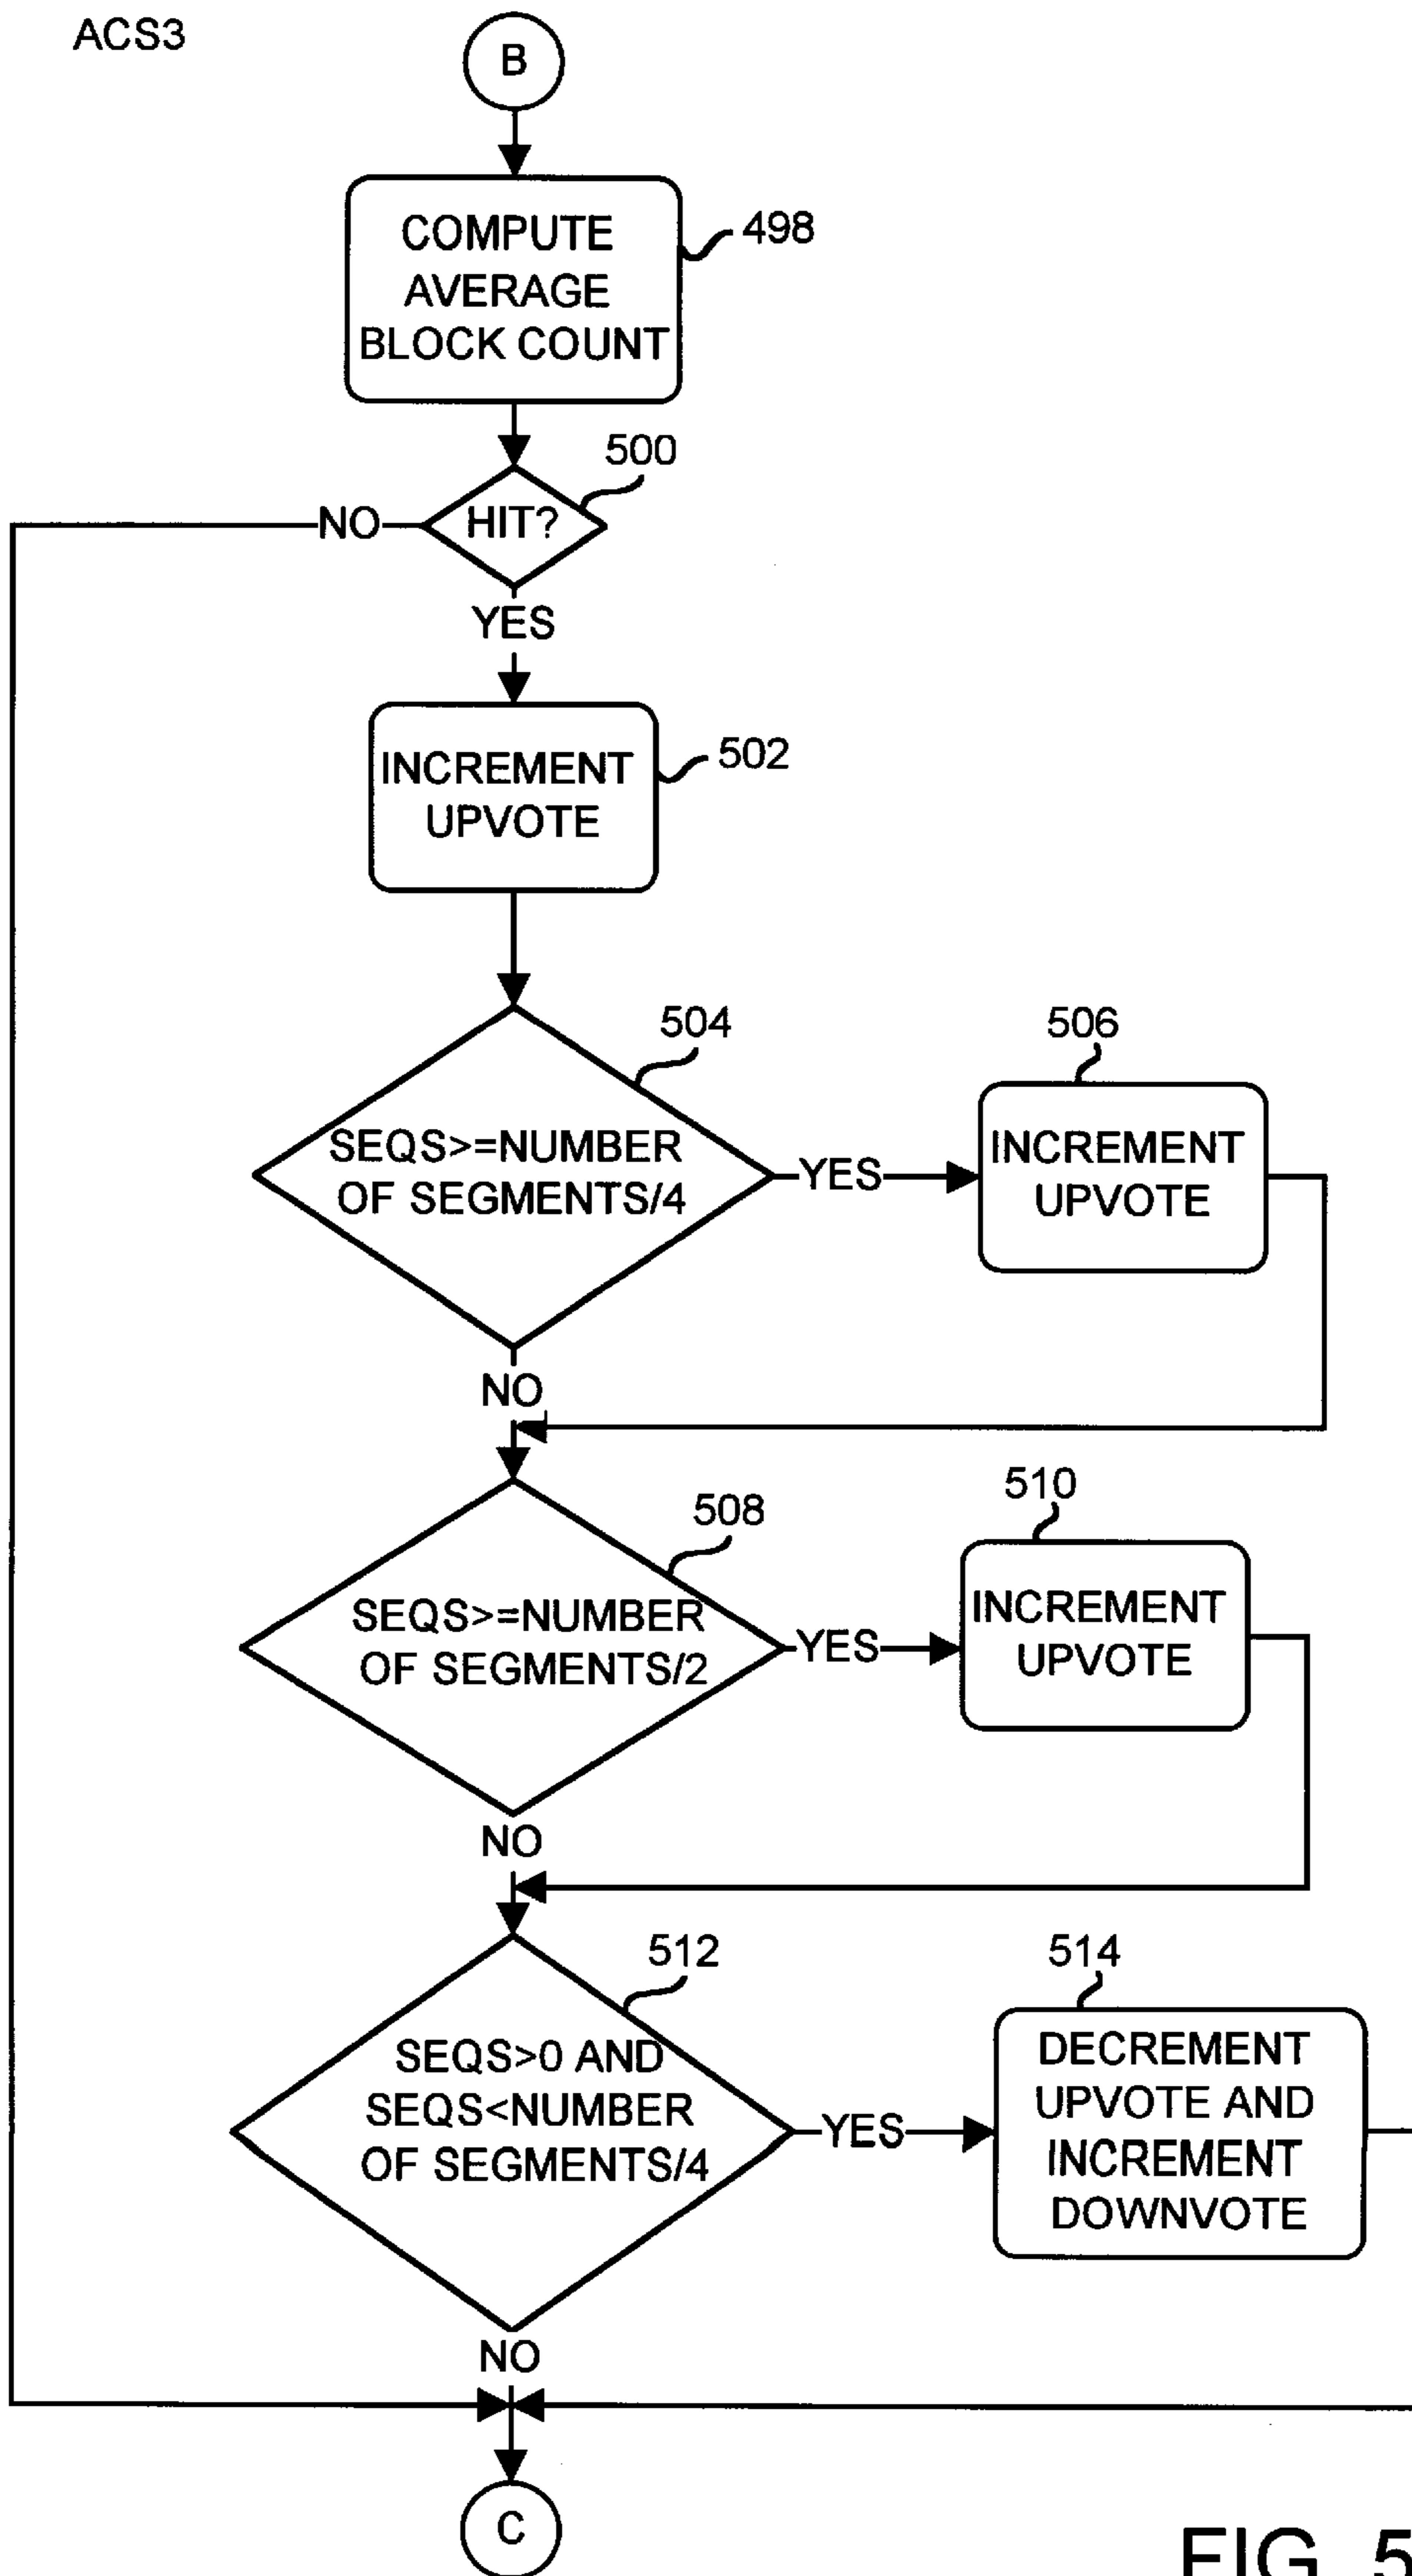 ACS3
B
COMPUTE
AVERAGE
BLOCK COUNT
498
500
HIT?
NO
YES
INCREMENT
UPVOTE
502
504
SEQS>=NUMBER
OF SEGMENTS/4
YES
506
INCREMENT
UPVOTE
NO
508
SEQS>=NUMBER
OF SEGMENTS/2
YES
510
INCREMENT
UPVOTE
NO
512
SEQS>0 AND
SEQS<NUMBER
OF SEGMENTS/4
YES
514
DECREMENT
UPVOTE AND
INCREMENT
DOWNVOTE
NO
C
FIG. 5